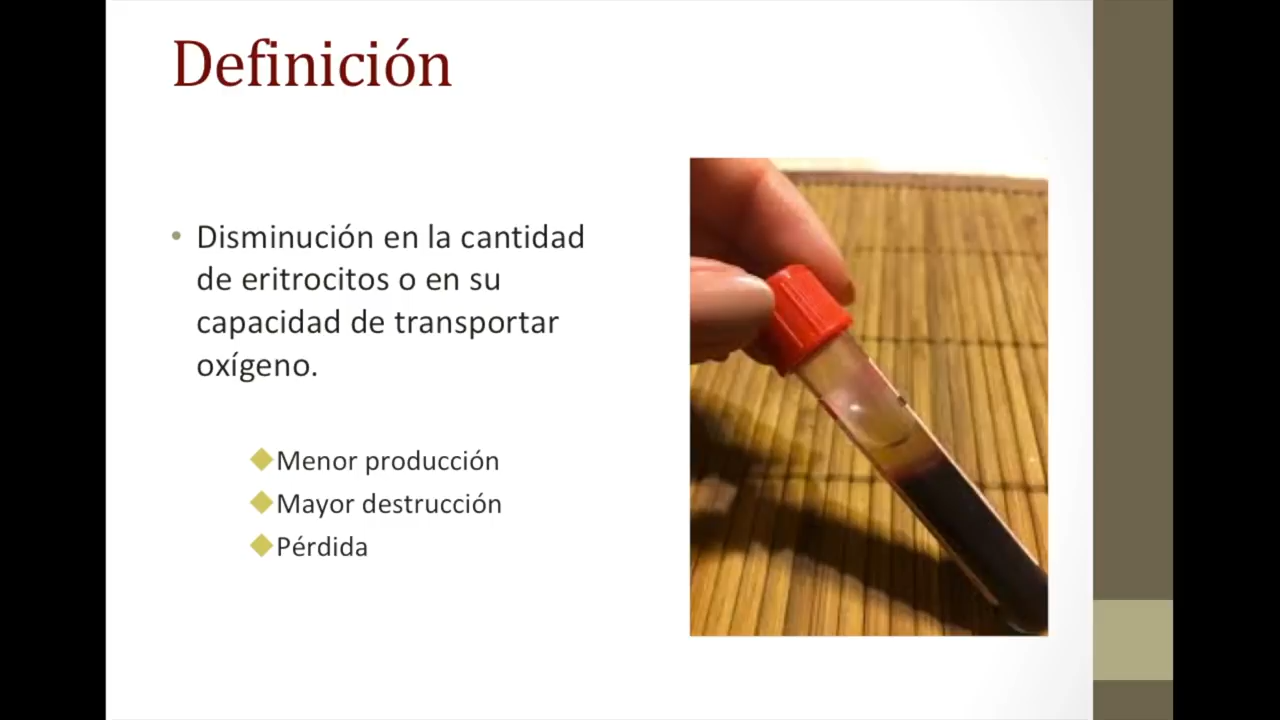 Definición
• Disminución en la cantidad
de eritrocitos o en su
capacidad de transportar
oxígeno.
◆Menor producción
◆Mayor destrucción
◆Pérdida